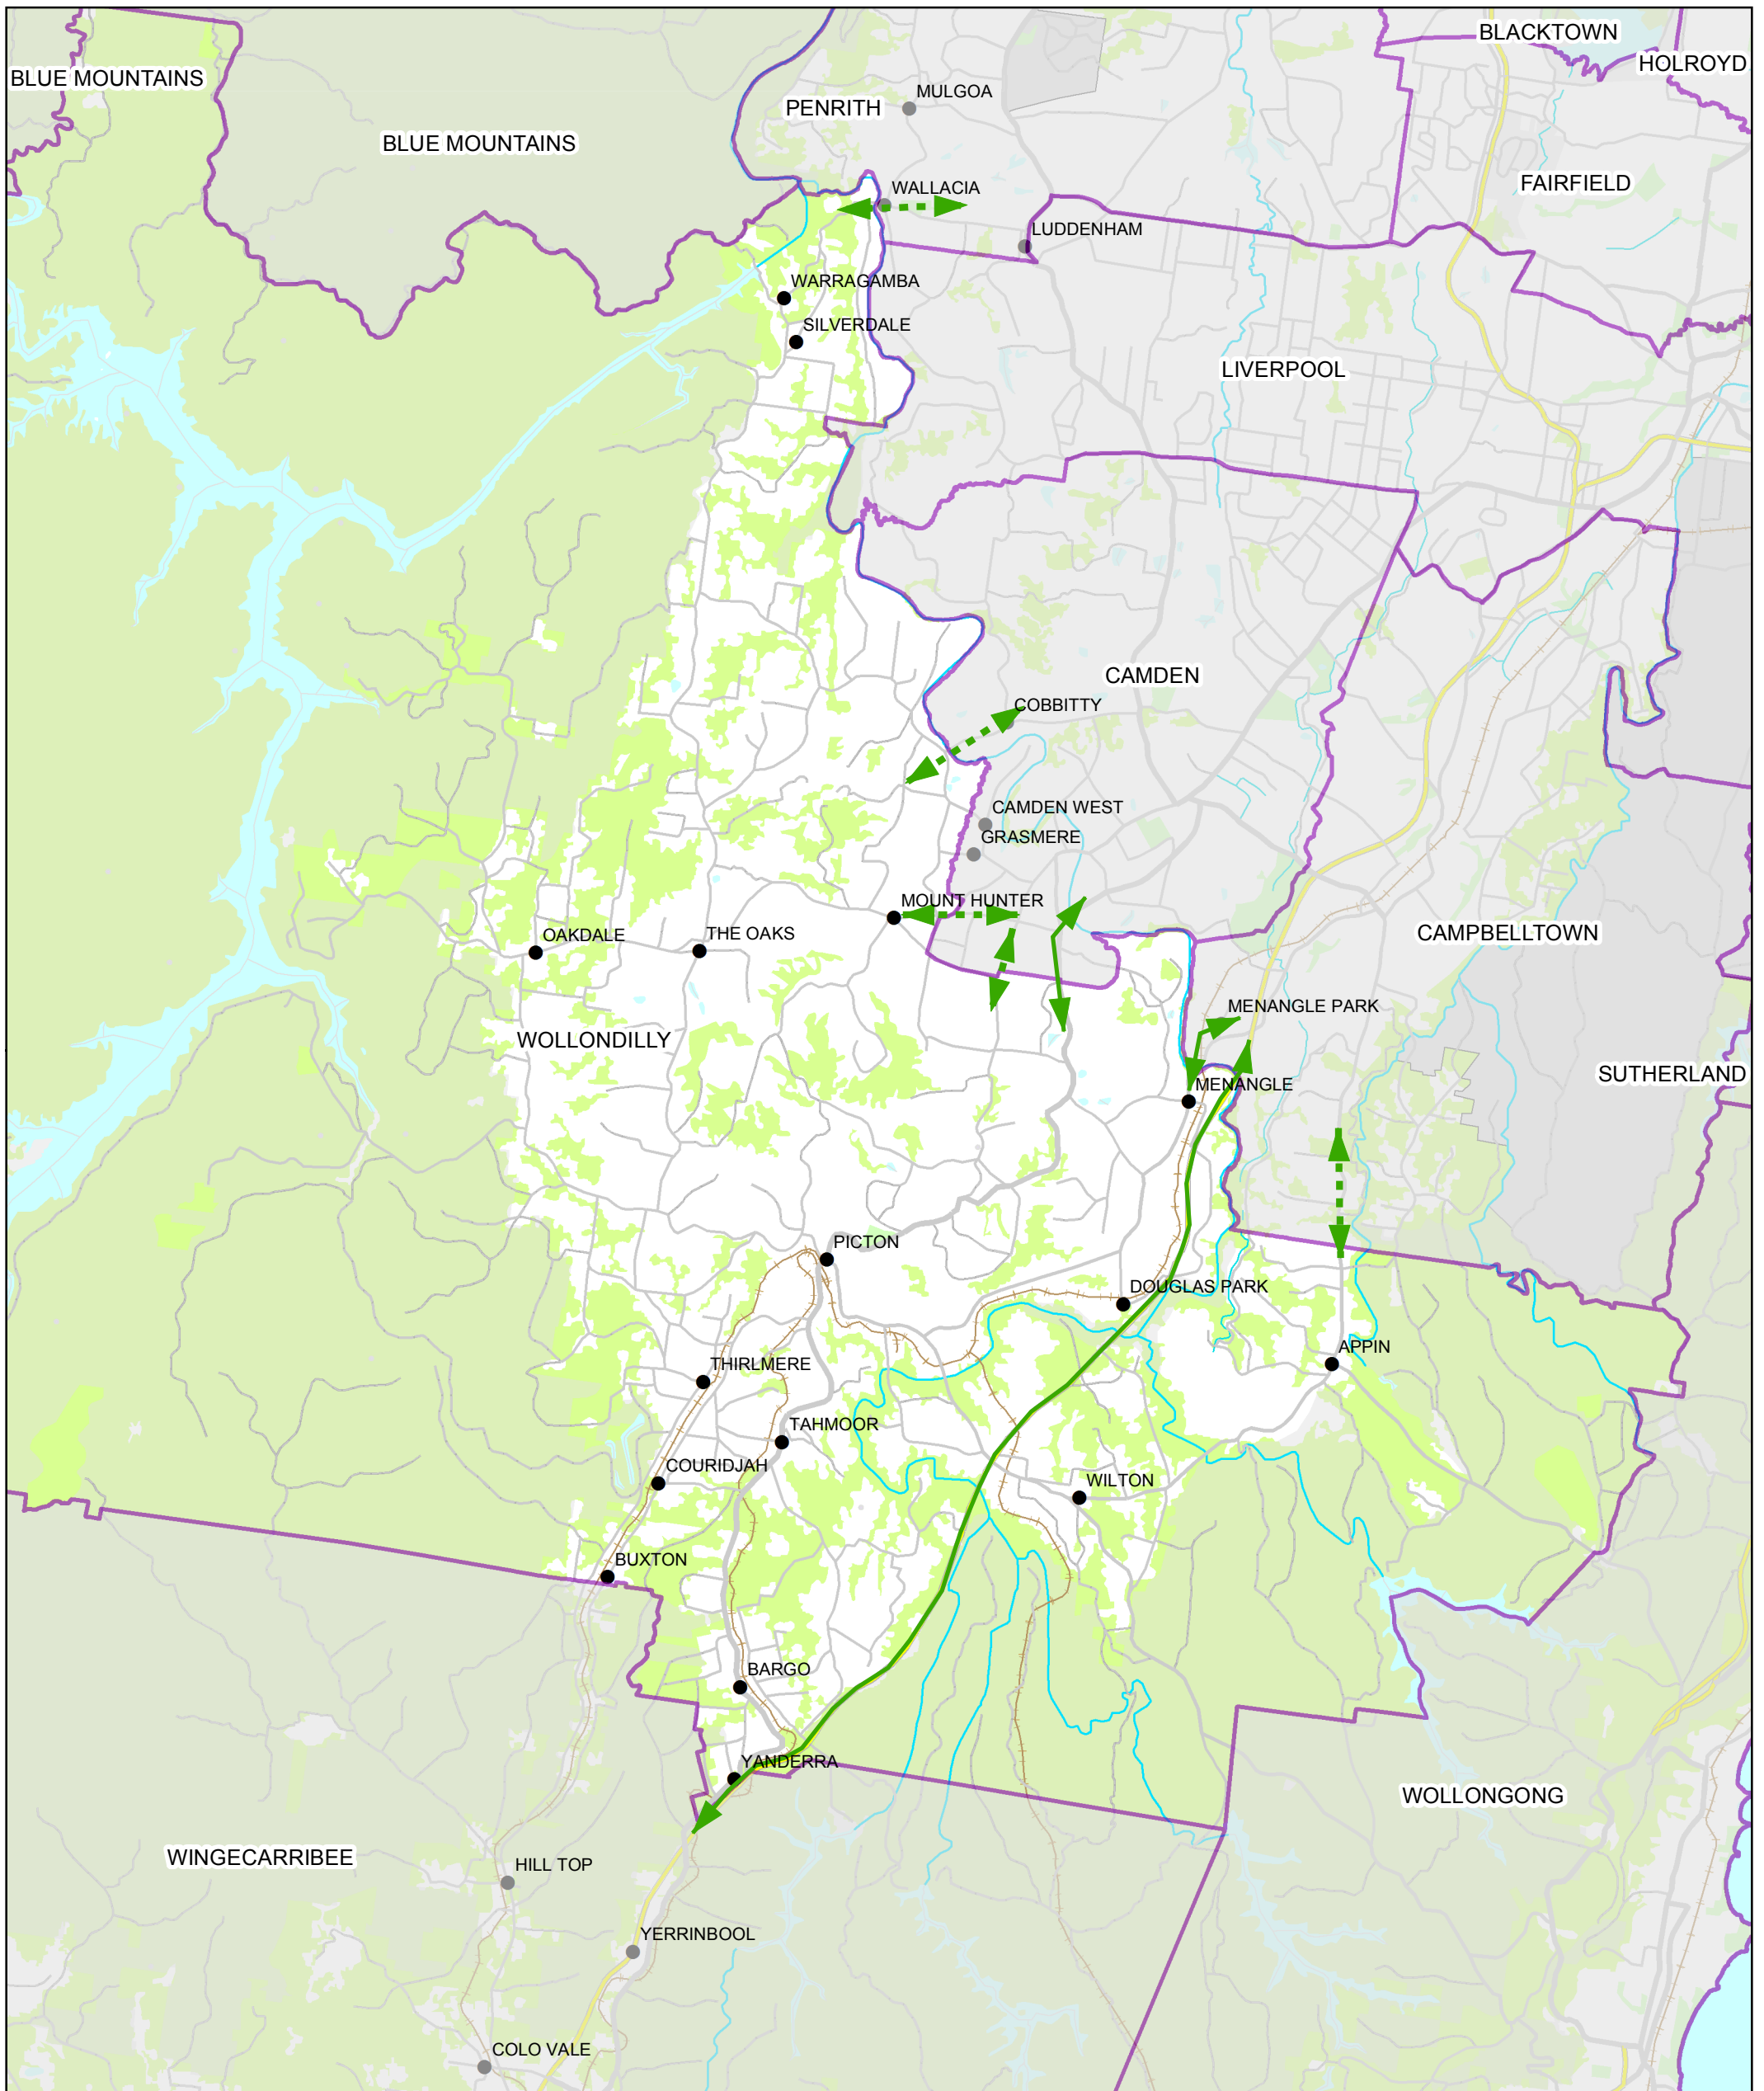 BLACKTOWN
HOLROYD
BLUE MOUNTAINS
MULGOA
PENRITH
BLUE MOUNTAINS
FAIRFIELD
WALLACIA
LUDDENHAM
WARRAGAMBA
SILVERDALE
LIVERPOOL
CAMDEN
COBBITTY
CAMDEN WEST
GRASMERE
MOUNT HUNTER
OAKDALE
THE OAKS
CAMPBELLTOWN
MENANGLE PARK
WOLLONDILLY
SUTHERLAND
MENANGLE
PICTON
DOUGLAS PARK
APPIN
THIRLMERE
TAHMOOR
COURIDJAH
WILTON
BUXTON
BARGO
YANDERRA
WOLLONGONG
WINGECARRIBEE
HILL TOP
YERRINBOOL
COLO VALE